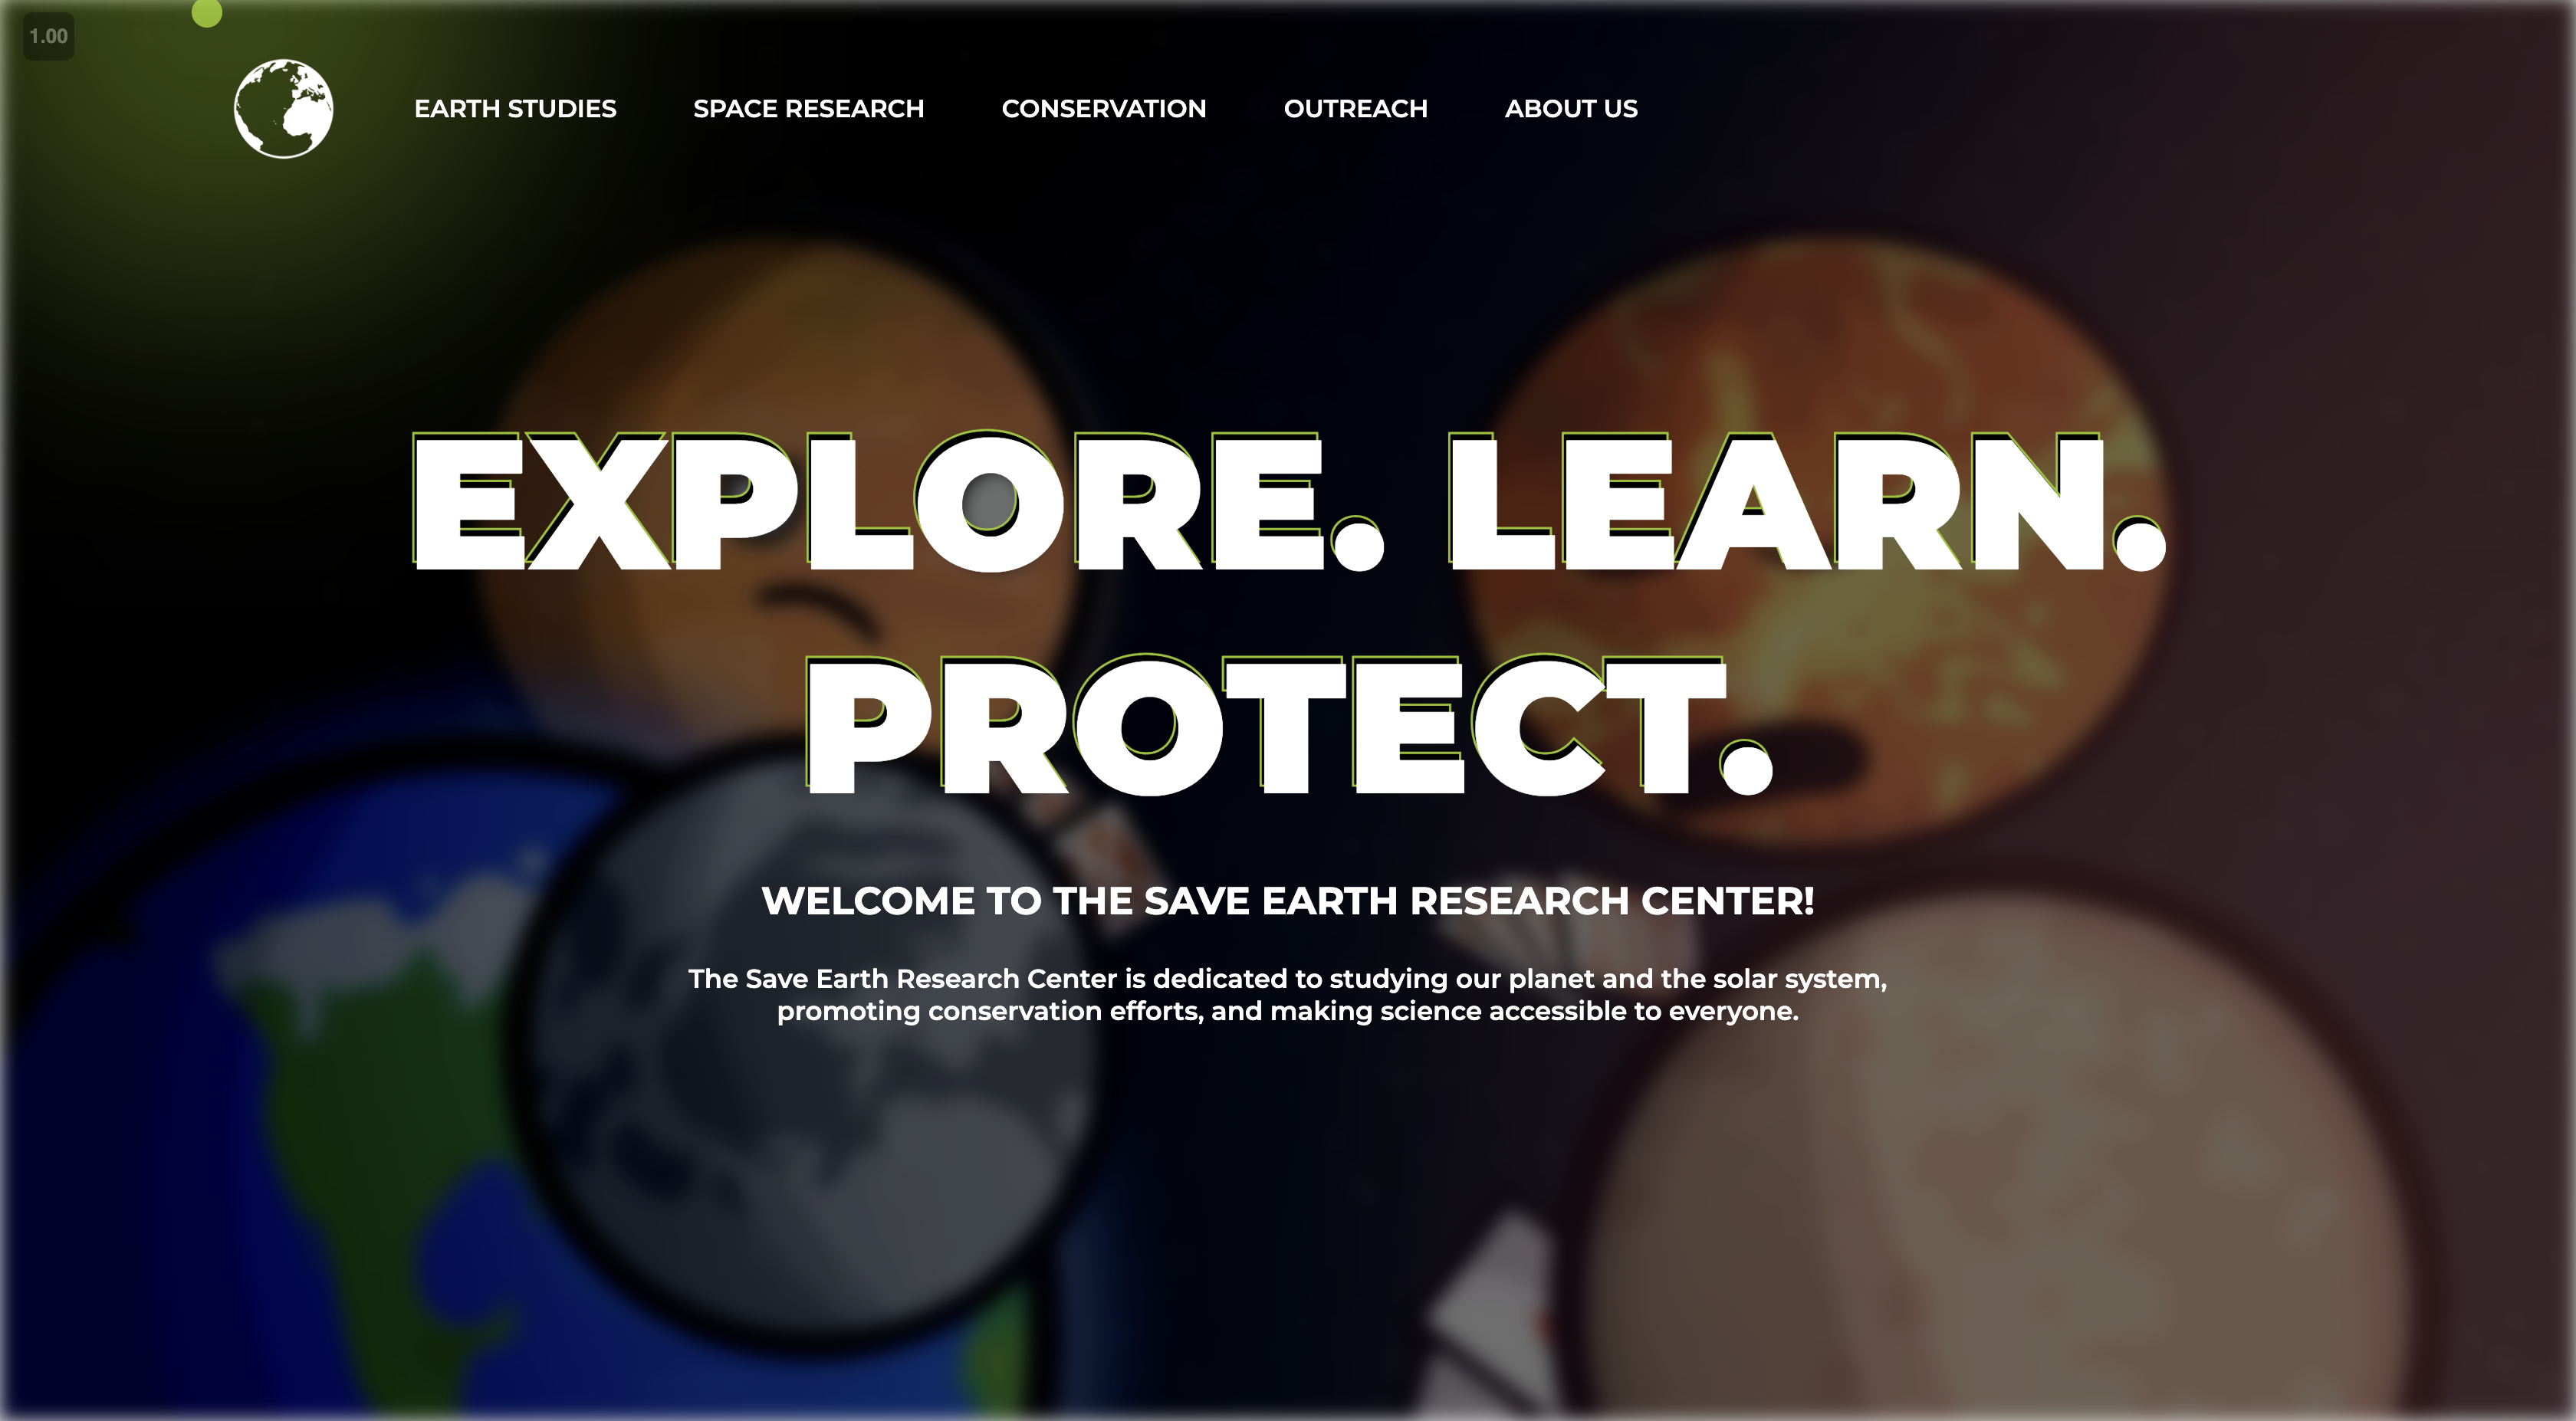 1.00
EARTH STUDIES SPACE RESEARCH CONSERVATION OUTREACH ABOUT US
EXPLORE. LEARN.
PROTECT.
WELCOME TO THE SAVE EARTH RESEARCH CENTER!
The Save Earth Research Center is dedicated to studying our planet and the solar system,
promoting conservation efforts, and making science accessible to everyone.